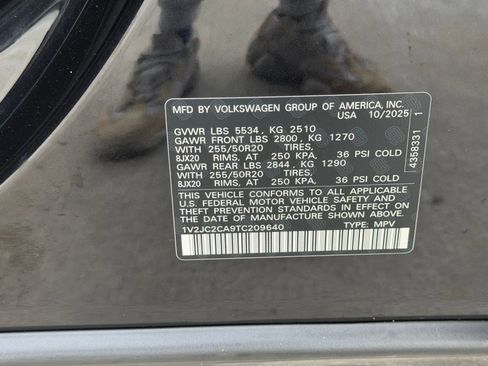 MFD BY VOLKSWAGEN GROUP OF AMERICA, INC.
USA 10/2025
GVWR LBS 5534 , KG 2510
GAWR FRONT LBS 2800 , KG 1270
WITH 255/50R20 TIRES,
8JX20 RIMS, AT 250 KPA, 36 PSI COLD
GAWR REAR LBS 2844 , KG 1290
WITH 255/50R20 TIRES,
8JX20 RIMS, AT 250 KPA, 36 PSI COLD
THIS VEHICLE CONFORMS TO ALL APPLICABLE
U.S. FEDERAL MOTOR VEHICLE SAFETY AND
THEFT PREVENTION STANDARDS IN EFFECT ON THE
DATE OF MANUFACTURE SHOWN ABOVE.
1V2JC2CA9TC209640 TYPE: MPV
4358331 1